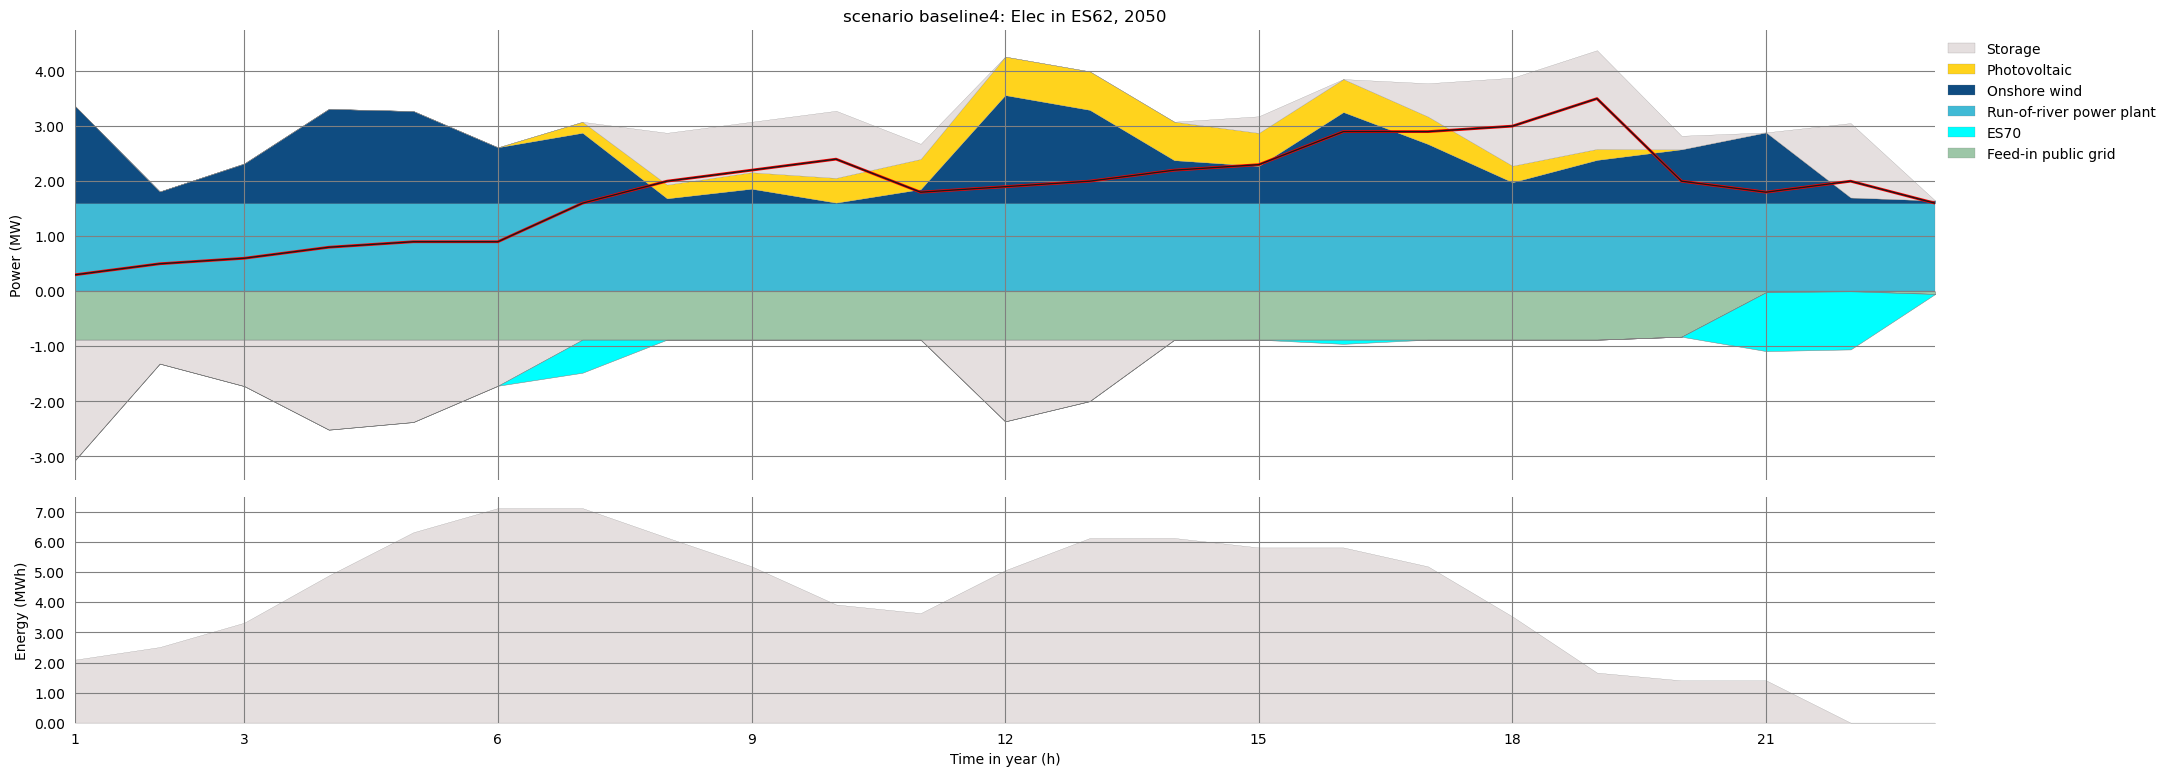 scenario baseline4: Elec in ES62, 2050
Power (MW)
4.00
3.00
2.00
1.00
0.00
-1.00
-2.00
-3.00
Storage
Photovoltaic
Onshore wind
Run-of-river power plant
ES70
Feed-in public grid
Energy (MWh)
7.00
6.00
5.00
4.00
3.00
2.00
1.00
0.00
1 3 6 9 12 15 18 21
Time in year (h)